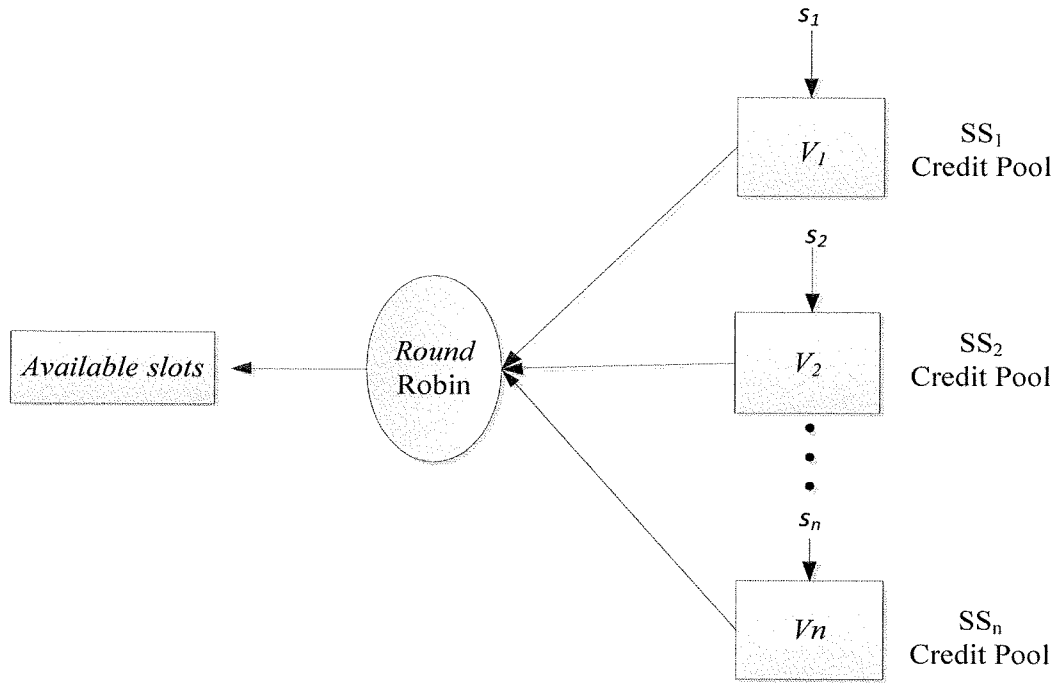 s₁
V₁
SS₁
Credit Pool
s₂
Round
Robin
Available slots
V₂
SS₂
Credit Pool
sₙ
Vn
SSₙ
Credit Pool